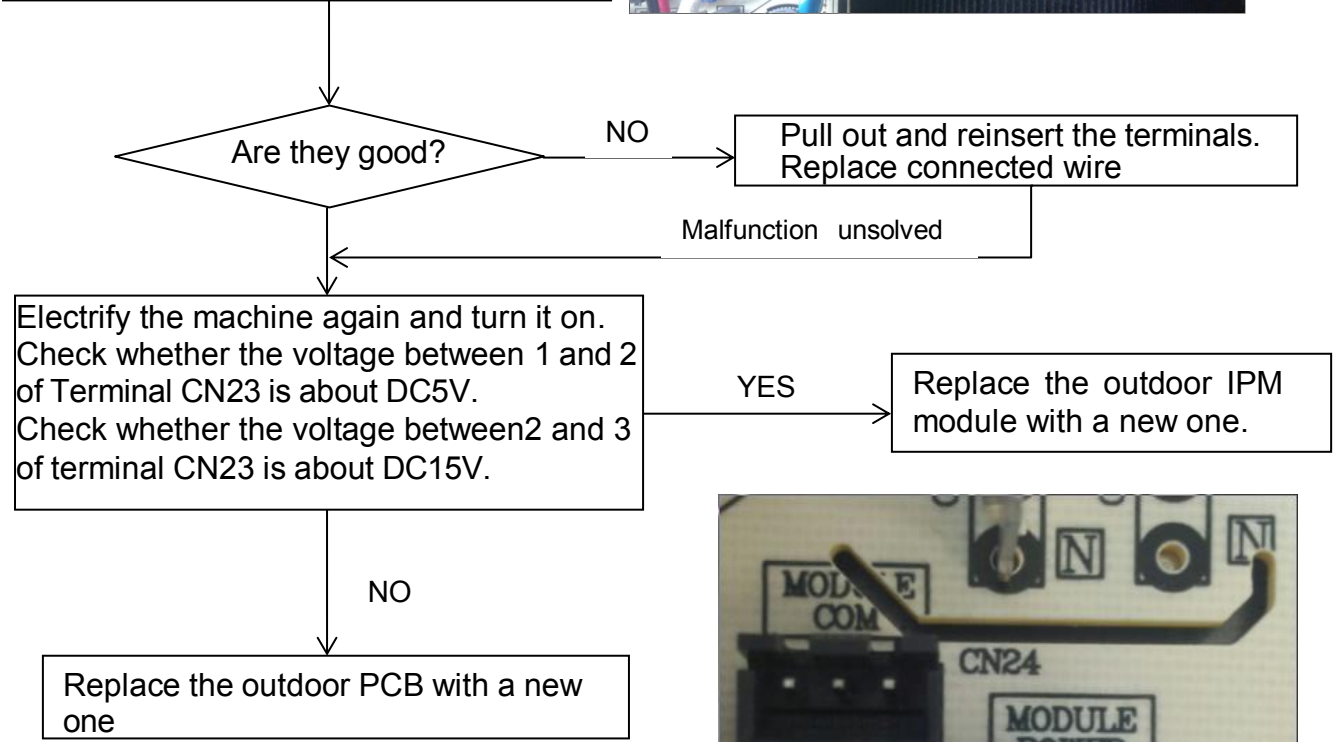 Are they good?
NO
Pull out and reinsert the terminals.
Replace connected wire
Malfunction unsolved
Electrify the machine again and turn it on.
Check whether the voltage between 1 and 2
of Terminal CN23 is about DC5V.
Check whether the voltage between2 and 3
of terminal CN23 is about DC15V.
YES
Replace the outdoor IPM
module with a new one.
NO
Replace the outdoor PCB with a new
one
N
N
COM
CN24
MODULE